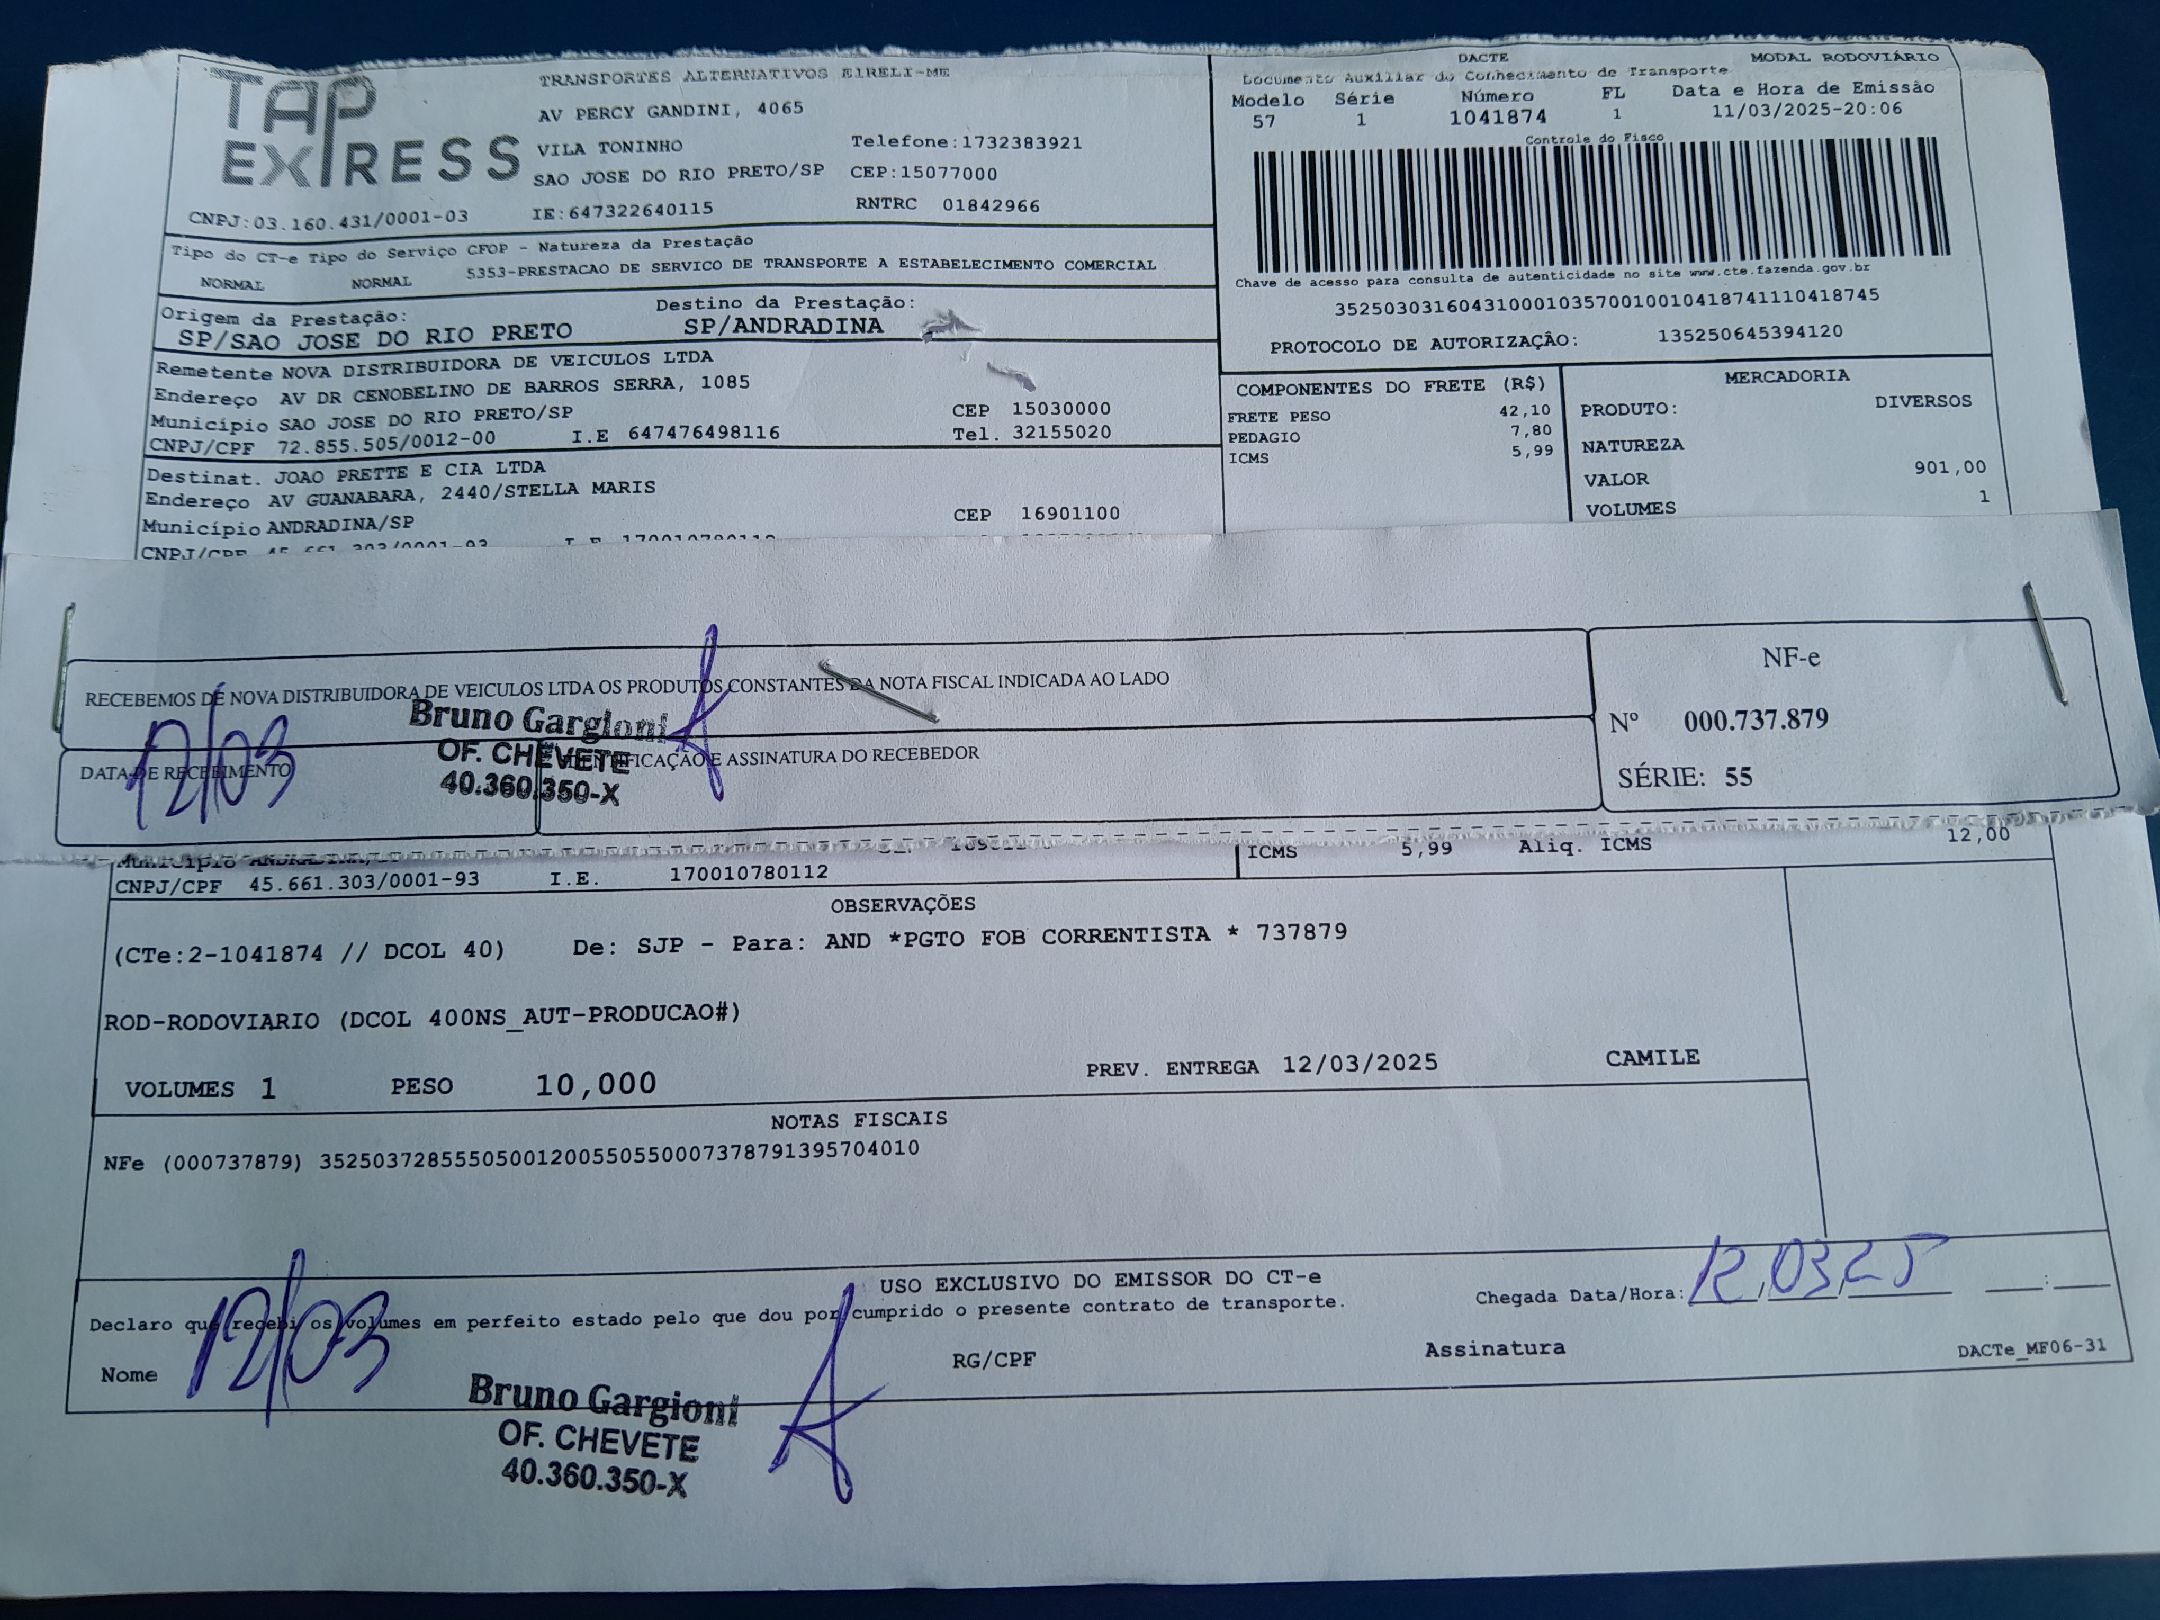 TAP EXPRESS
TRANSPORTES ALTERNATIVOS EIRELI-ME
AV PERCY GANDINI, 4065
VILA TONINHO Telefone:1732383921
SAO JOSE DO RIO PRETO/SP CEP:15077000
CNPJ:03.160.431/0001-03 IE:647322640115 RNTRC 01842966
DACTE MODAL RODOVIÁRIO
Documento Auxiliar do Conhecimento de Transporte
Modelo Série Número FL Data e Hora de Emissão
57 1 1041874 1 11/03/2025-20:06
Controle do Fisco
Chave de acesso para consulta de autenticidade no site www.cte.fazenda.gov.br
35250303160431000103570010010418741110418745
PROTOCOLO DE AUTORIZAÇÃO: 135250645394120
Tipo do CT-e Tipo do Serviço CFOP - Natureza da Prestação
NORMAL NORMAL 5353-PRESTACAO DE SERVICO DE TRANSPORTE A ESTABELECIMENTO COMERCIAL
Origem da Prestação: Destino da Prestação:
SP/SAO JOSE DO RIO PRETO SP/ANDRADINA
Remetente NOVA DISTRIBUIDORA DE VEICULOS LTDA
Endereço AV DR CENOBELINO DE BARROS SERRA, 1085
Município SAO JOSE DO RIO PRETO/SP CEP 15030000
CNPJ/CPF 72.855.505/0012-00 I.E 647476498116 Tel. 32155020
Destinat. JOAO PRETTE E CIA LTDA
Endereço AV GUANABARA, 2440/STELLA MARIS
Município ANDRADINA/SP CEP 16901100
CNPJ/CPF 45.661.303/0001-93 I.E 170010780112
COMPONENTES DO FRETE (R$)
FRETE PESO 42,10
PEDAGIO 7,80
ICMS 5,99
MERCADORIA
PRODUTO: DIVERSOS
NATUREZA
VALOR 901,00
VOLUMES 1
RECEBEMOS DE NOVA DISTRIBUIDORA DE VEICULOS LTDA OS PRODUTOS CONSTANTES DA NOTA FISCAL INDICADA AO LADO
DATA DE RECEBIMENTO
12/03
IDENTIFICAÇÃO E ASSINATURA DO RECEBEDOR
Bruno Gargioni
OF. CHEVETE
40.360.350-X
NF-e
Nº 000.737.879
SÉRIE: 55
Município ANDRADINA/
CNPJ/CPF 45.661.303/0001-93 I.E. 170010780112
ICMS 5,99 Aliq. ICMS 12,00
OBSERVAÇÕES
(CTe:2-1041874 // DCOL 40) De: SJP - Para: AND *PGTO FOB CORRENTISTA * 737879
ROD-RODOVIARIO (DCOL 400NS_AUT-PRODUCAO#)
VOLUMES 1 PESO 10,000 PREV. ENTREGA 12/03/2025 CAMILE
NOTAS FISCAIS
NFe (000737879) 35250372855505001200550550007378791395704010
USO EXCLUSIVO DO EMISSOR DO CT-e
Declaro que recebi os volumes em perfeito estado pelo que dou por cumprido o presente contrato de transporte.
Chegada Data/Hora: 12/03/25 __:__
Nome 12/03 RG/CPF Assinatura DACTe_MF06-31
Bruno Gargioni
OF. CHEVETE
40.360.350-X